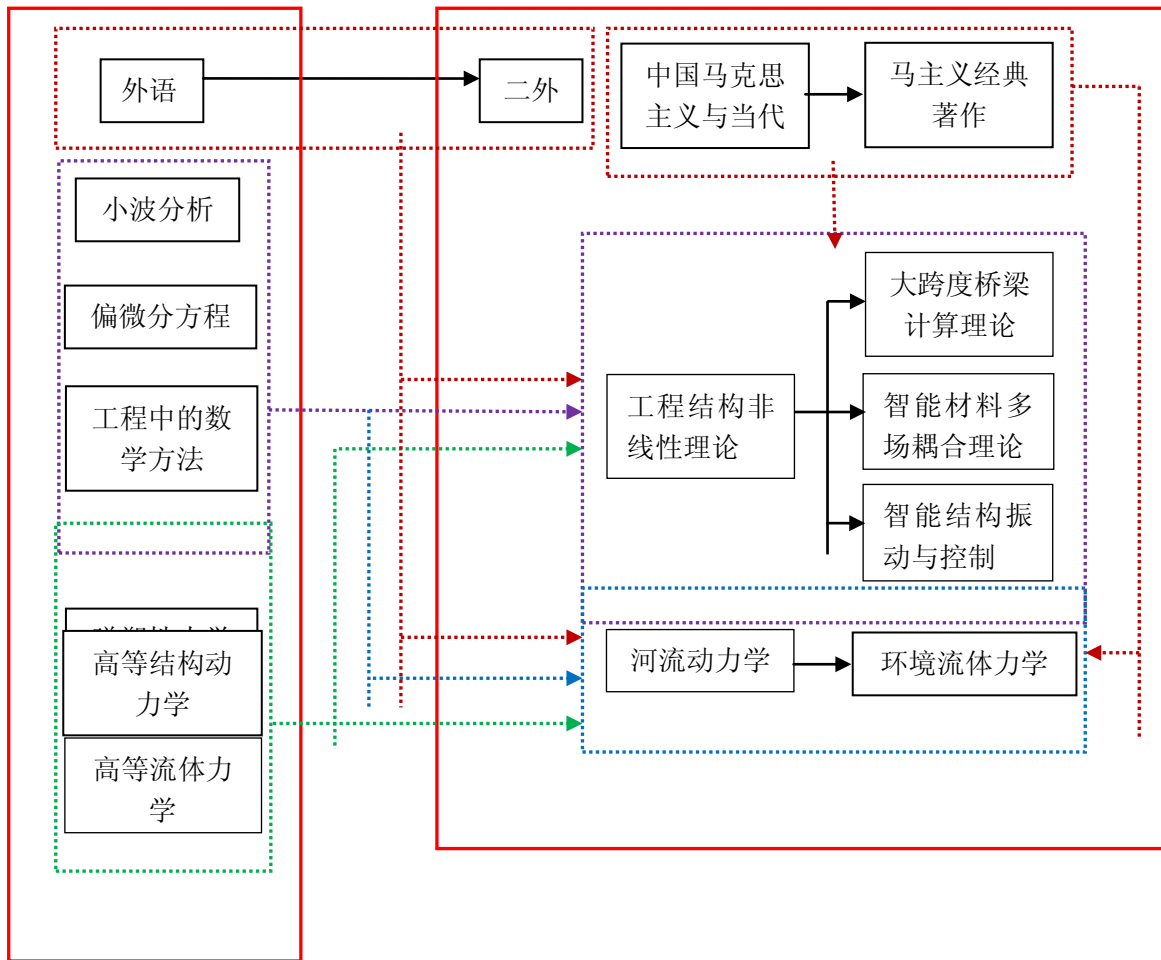 外语
二外
中国马克思
主义与当代
马主义经典
著作
小波分析
偏微分方程
工程中的数
学方法
高等结构动
力学
高等流体力
学
工程结构非
线性理论
大跨度桥梁
计算理论
智能材料多
场耦合理论
智能结构振
动与控制
河流动力学
环境流体力学